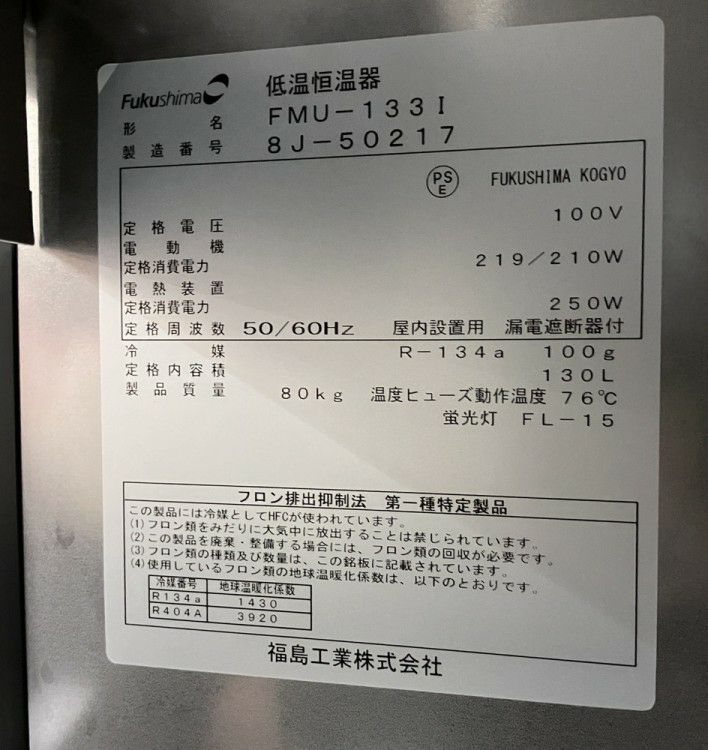 Fukushima 低温恒温器
形名 FMU-133I
製造番号 8J-50217
PSE FUKUSHIMA KOGYO
定格電圧 100V
電動機
定格消費電力 219/210W
電熱装置
定格消費電力 250W
定格周波数 50/60Hz 屋内設置用 漏電遮断器付
冷媒 R-134a 100g
定格内容積 130L
製品質量 80kg 温度ヒューズ動作温度 76℃
蛍光灯 FL-15
フロン排出抑制法 第一種特定製品
この製品には冷媒としてHFCが使われています。
(1)フロン類をみだりに大気中に放出することは禁じられています。
(2)この製品を廃棄・整備する場合には、フロン類の回収が必要です。
(3)フロン類の種類及び数量は、この銘板に記載されています。
(4)使用しているフロン類の地球温暖化係数は、以下のとおりです。
冷媒番号 地球温暖化係数
R134a 1430
R404A 3920
福島工業株式会社